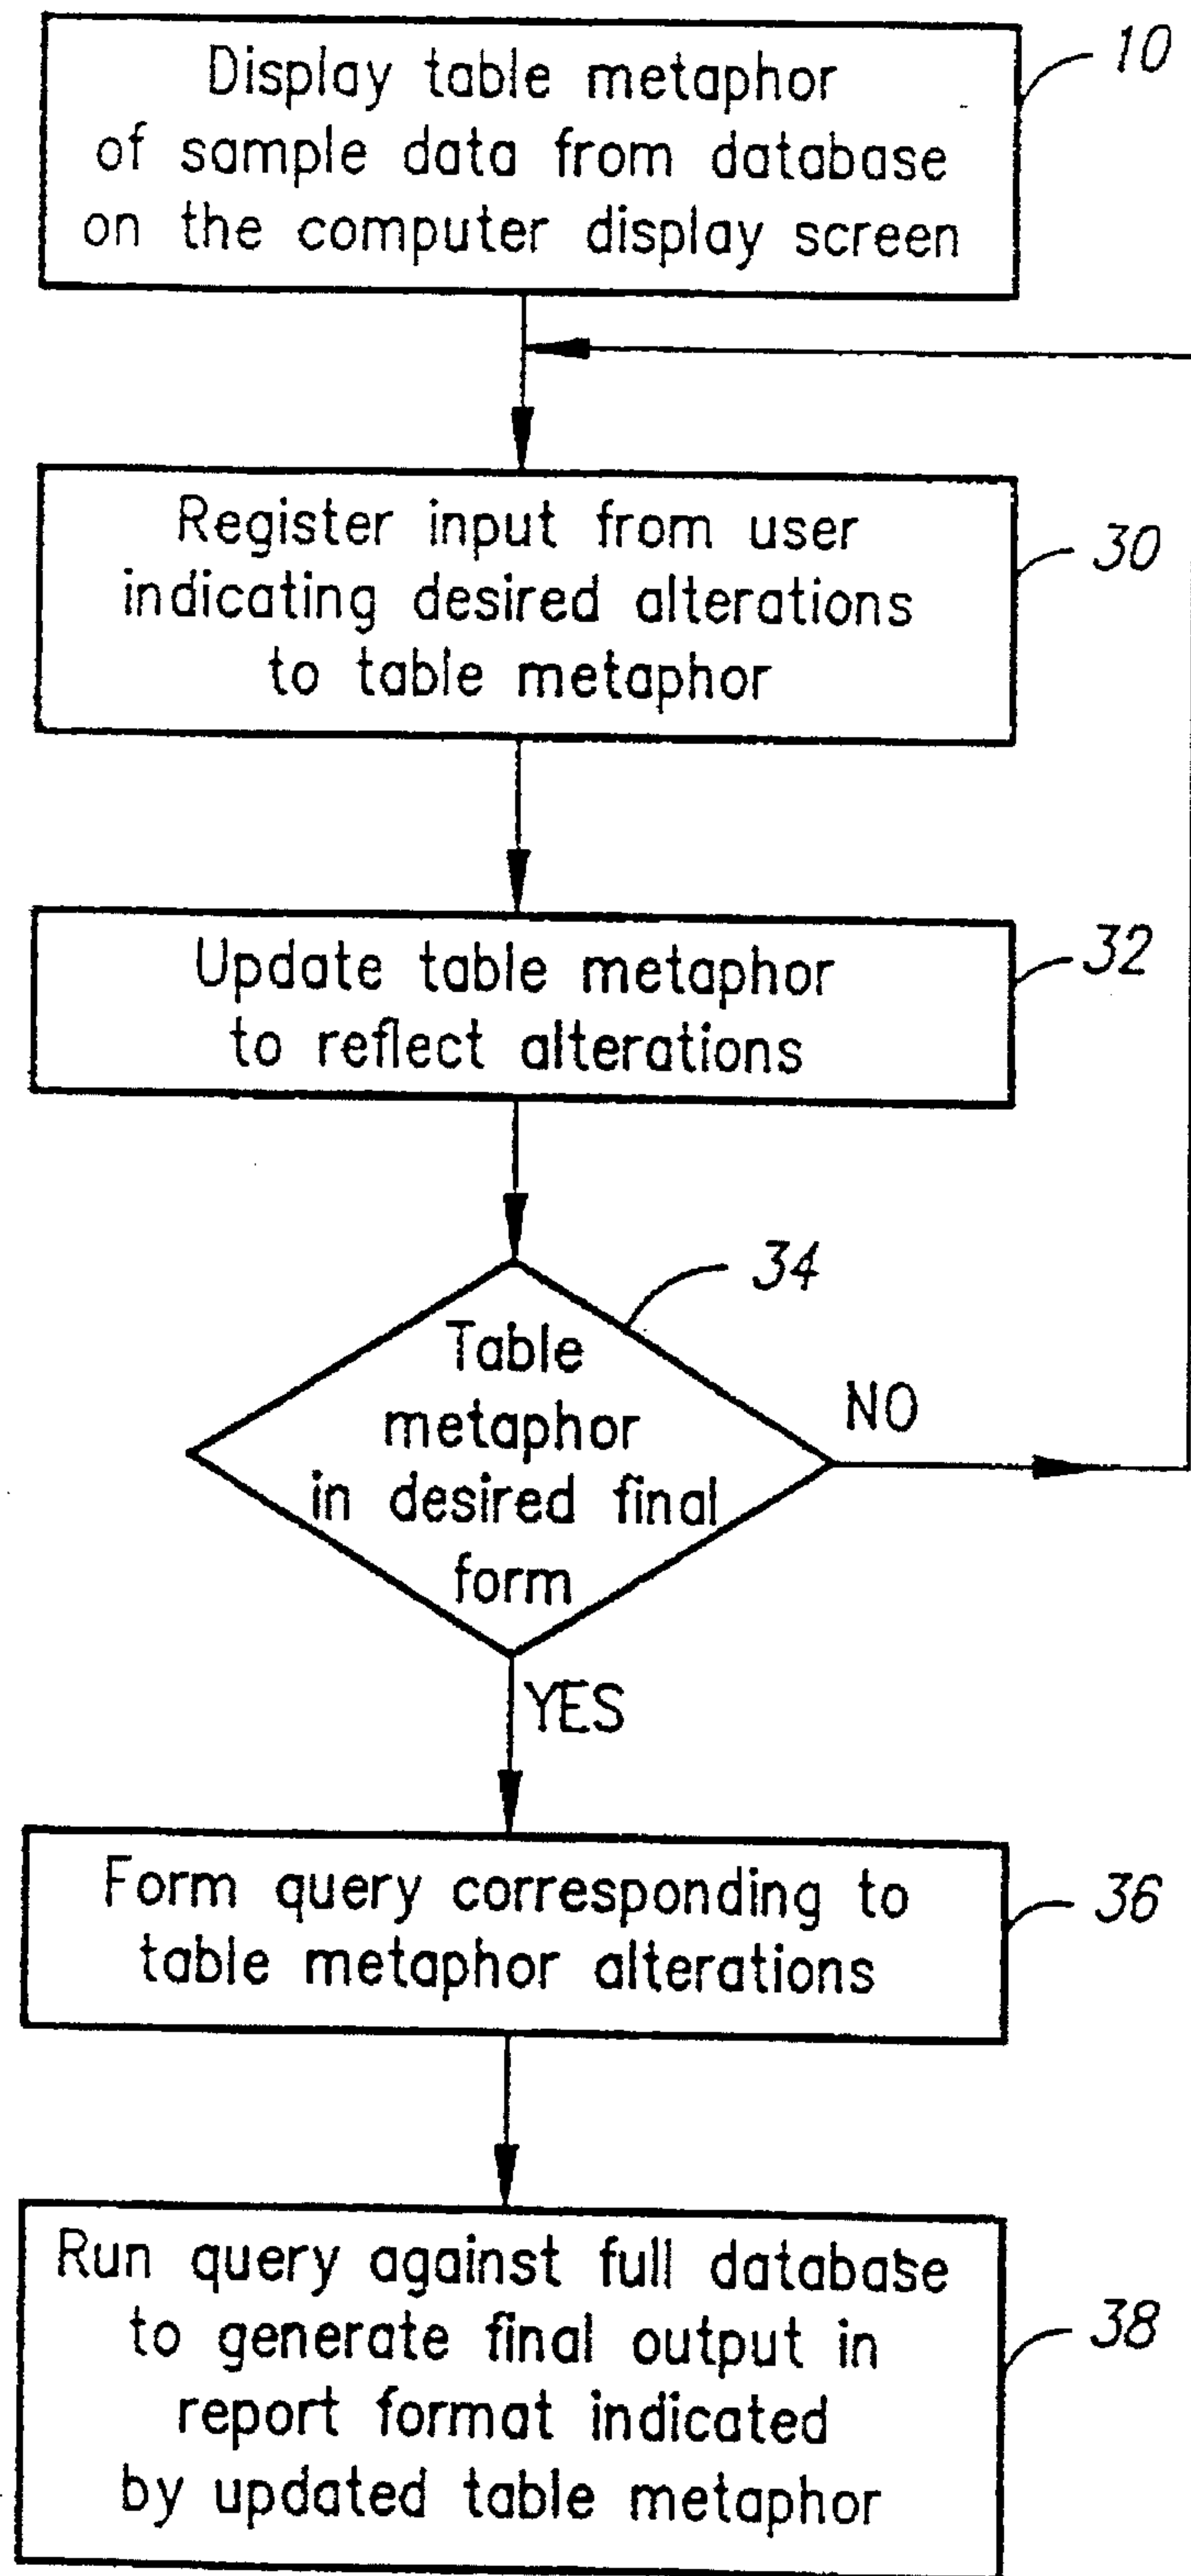 Display table metaphor
of sample data from database
on the computer display screen
10
Register input from user
indicating desired alterations
to table metaphor
30
Update table metaphor
to reflect alterations
32
34
Table
metaphor
in desired final
form
NO
YES
Form query corresponding to
table metaphor alterations
36
Run query against full database
to generate final output in
report format indicated
by updated table metaphor
38